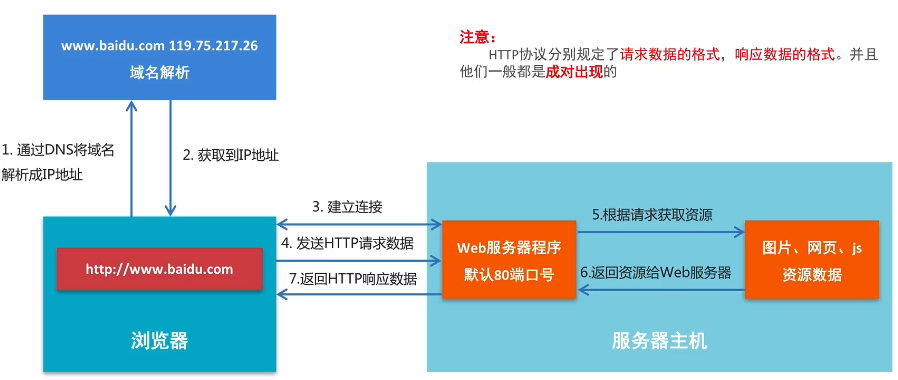 www.baidu.com 119.75.217.26
域名解析
注意：
HTTP协议分别规定了请求数据的格式，响应数据的格式。并且
他们一般都是成对出现的
1. 通过DNS将域名
解析成IP地址
2. 获取到IP地址
http://www.baidu.com
浏览器
3. 建立连接
4. 发送HTTP请求数据
7.返回HTTP响应数据
Web服务器程序
默认80端口号
5.根据请求获取资源
6.返回资源给Web服务器
图片、网页、js
资源数据
服务器主机